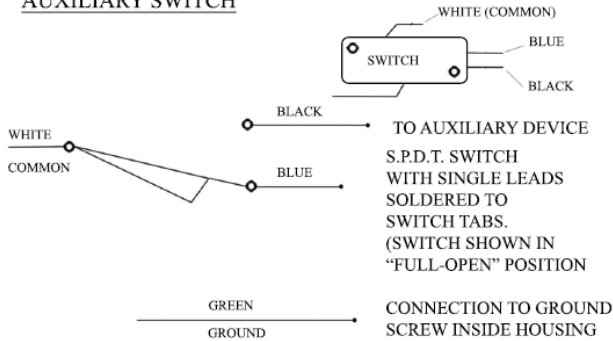 AUXILIARY SWITCH
WHITE (COMMON)
BLUE
SWITCH
BLACK
BLACK
TO AUXILIARY DEVICE
WHITE
COMMON
BLUE
S.P.D.T. SWITCH
WITH SINGLE LEADS
SOLDERED TO
SWITCH TABS.
(SWITCH SHOWN IN
“FULL-OPEN” POSITION
GREEN
GROUND
CONNECTION TO GROUND
SCREW INSIDE HOUSING